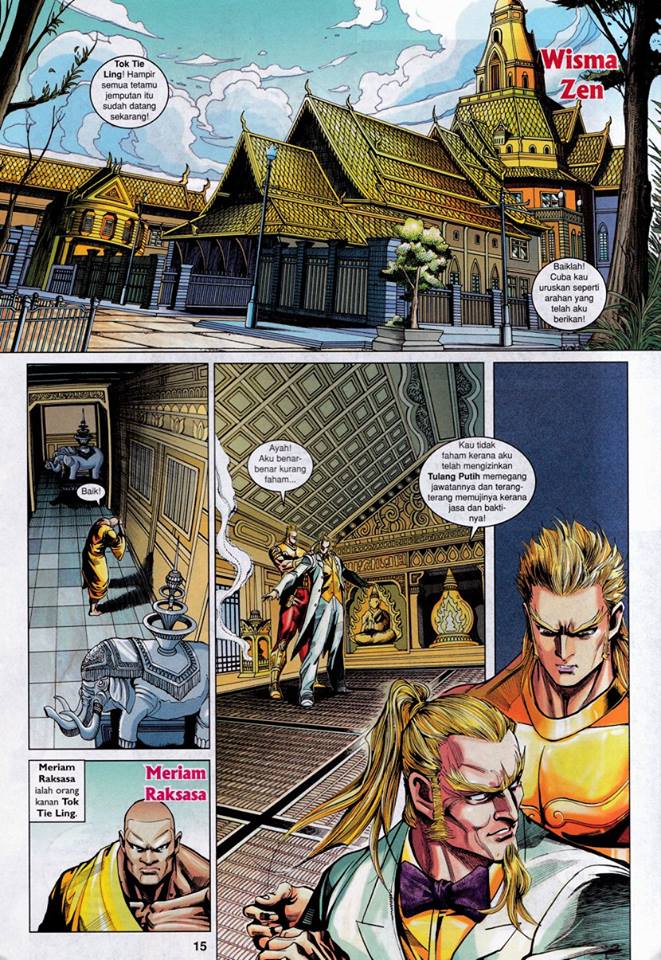 Tok Tie
Ling! Hampir
semua tetamu
jemputan itu
sudah datang
sekarang!
Wisma
Zen
Baiklah!
Cuba kau
uruskan seperti
arahan yang
telah aku
berikan!
Baik!
Meriam
Raksasa
ialah orang
kanan Tok
Tie Ling.
Meriam
Raksasa
Ayah!
Aku benar-
benar kurang
faham...
Kau tidak
faham kerana aku
telah mengizinkan
Tulang Putih memegang
jawatannya dan terang-
terang memujinya kerana
jasa dan bakti-
nya!
15